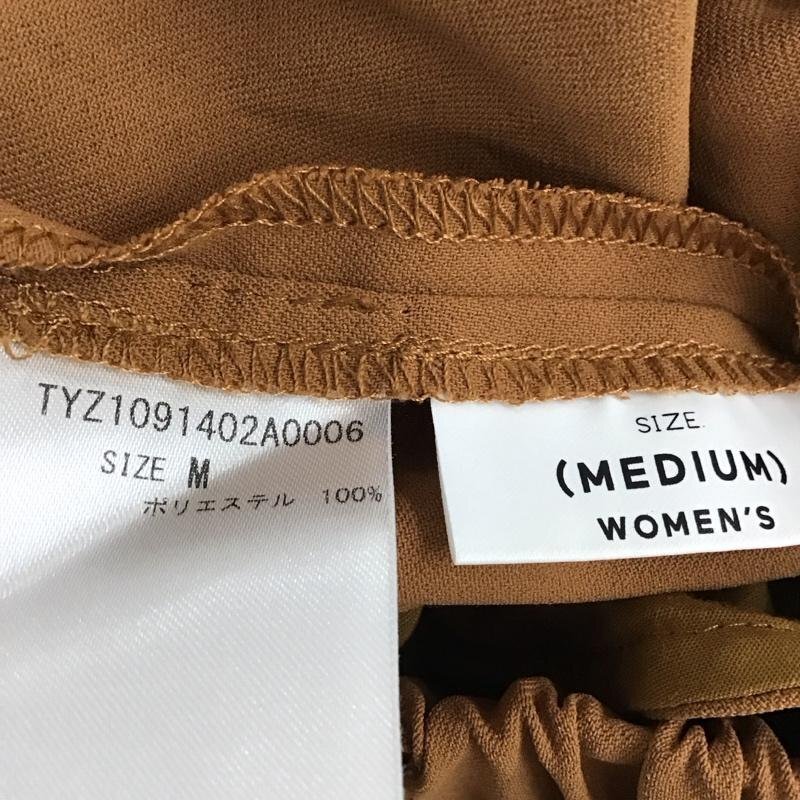 TYZ1091402A0006
SIZE M
ポリエステル 100%
SIZE.
(MEDIUM)
WOMEN'S